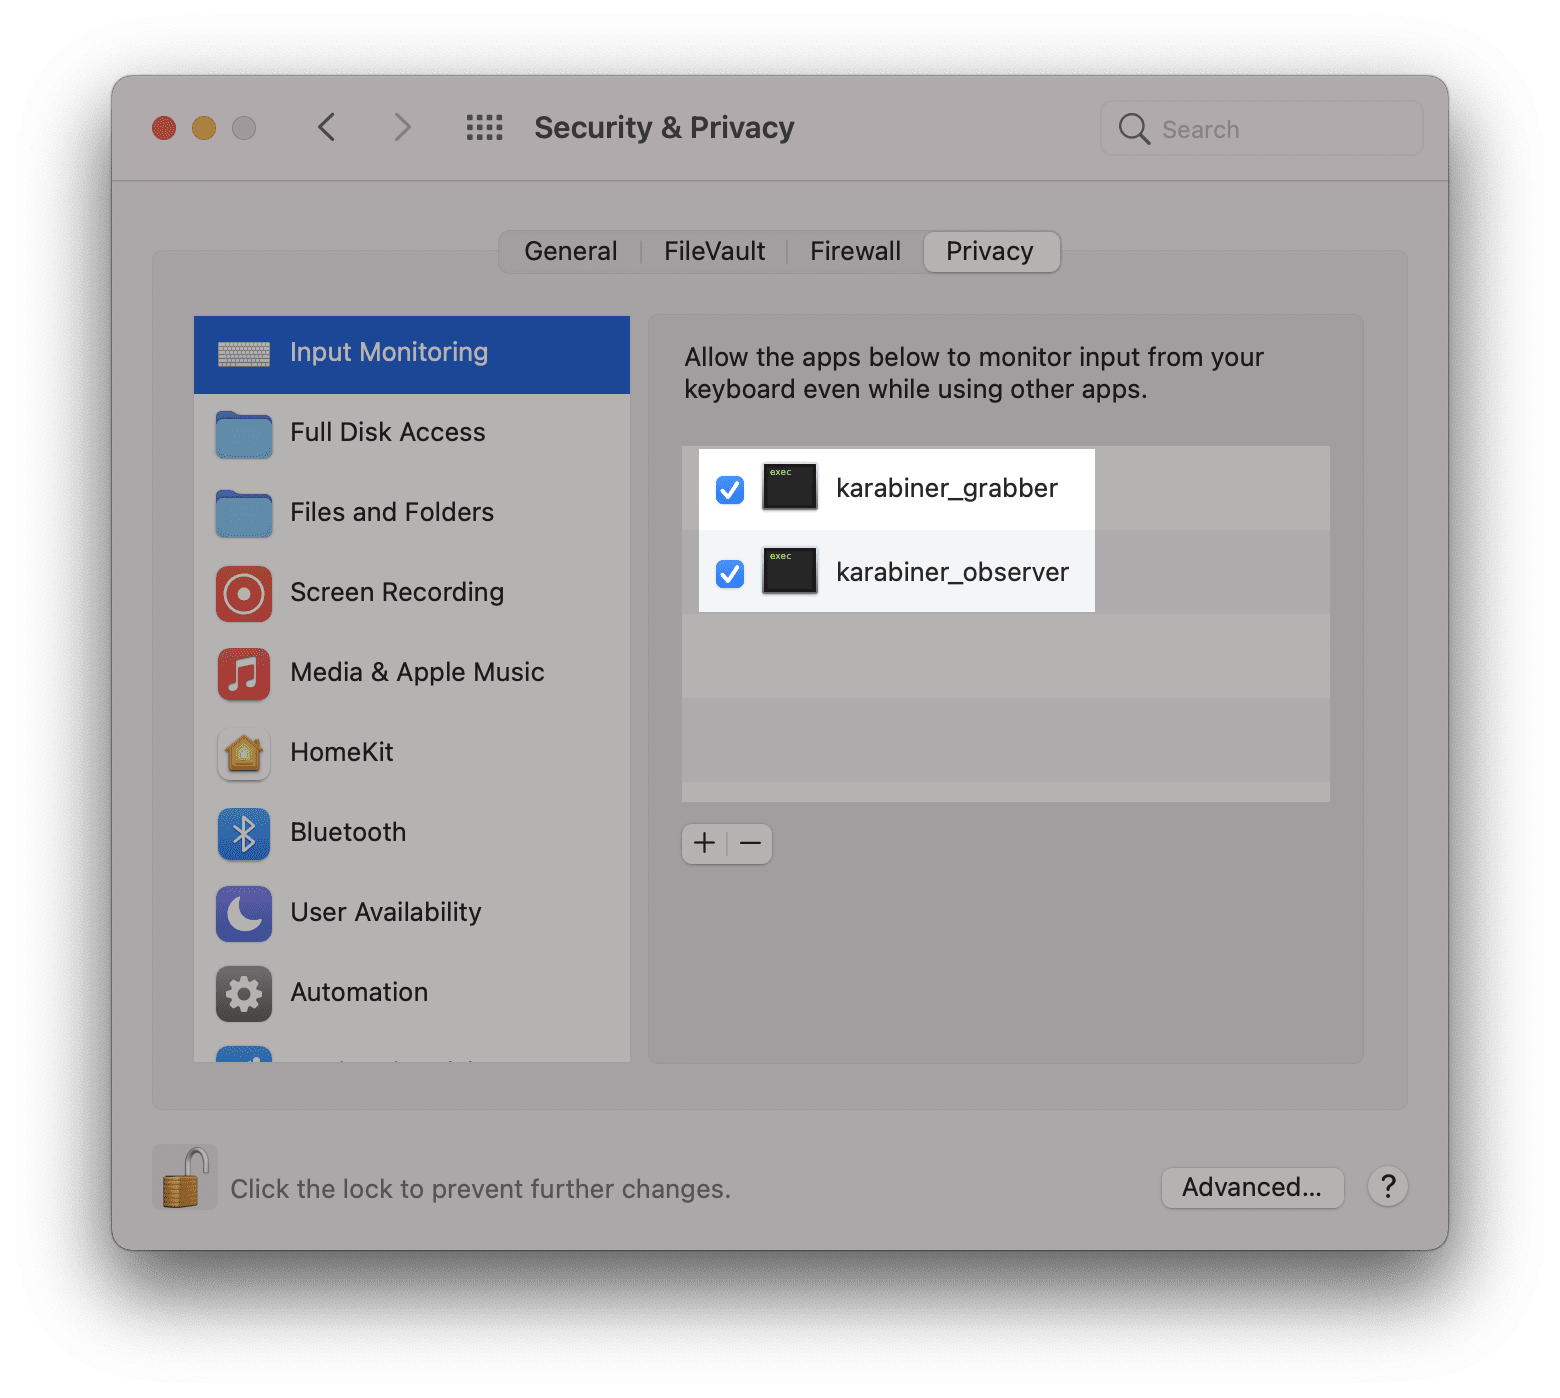 Security & Privacy
Search
General
FileVault
Firewall
Privacy
Input Monitoring
Full Disk Access
Files and Folders
Screen Recording
Media & Apple Music
HomeKit
Bluetooth
User Availability
Automation
Allow the apps below to monitor input from your
keyboard even while using other apps.
exec
karabiner_grabber
exec
karabiner_observer
+
−
Click the lock to prevent further changes.
Advanced...
?